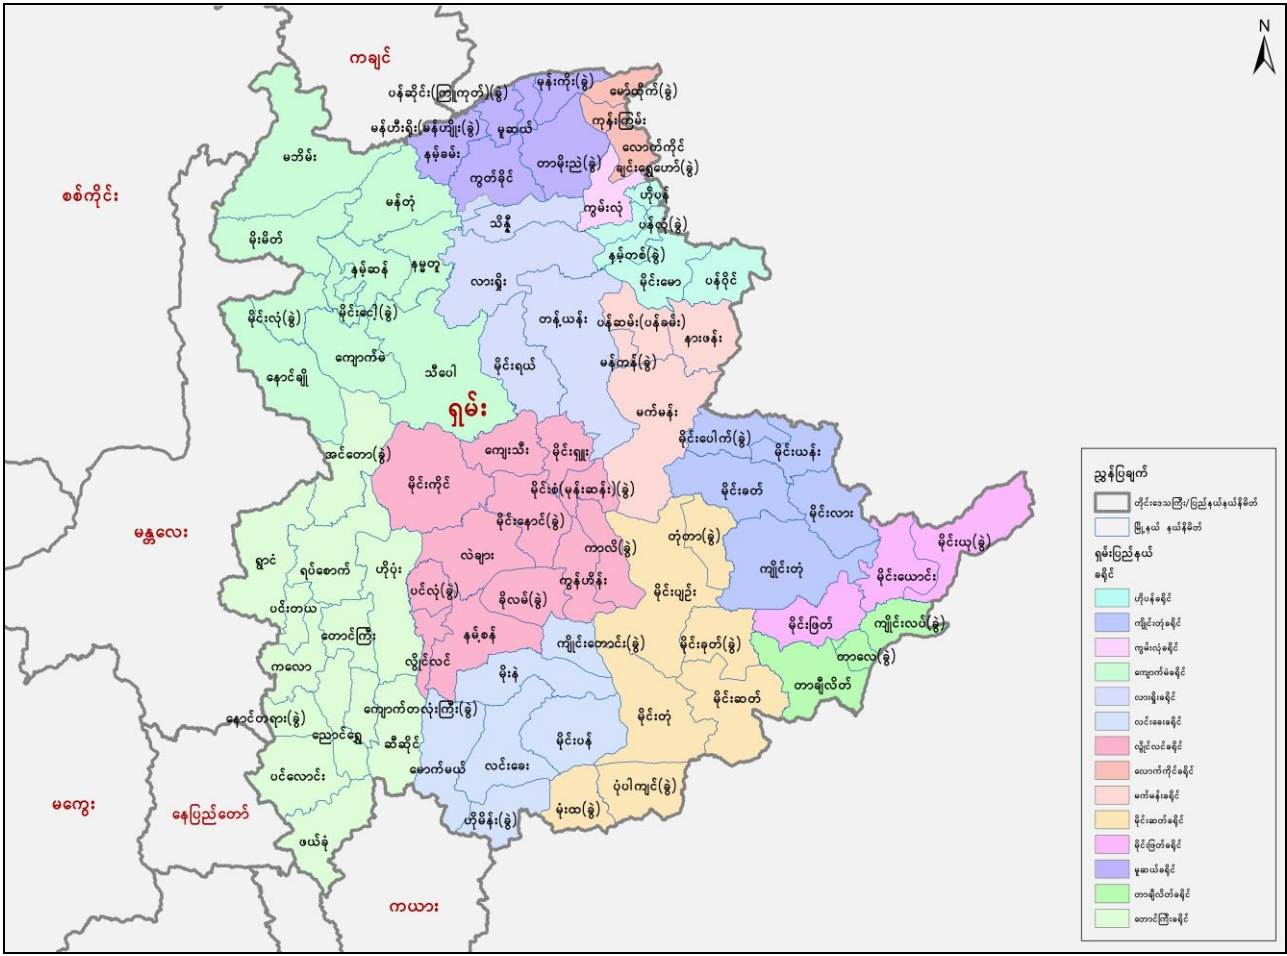 N
ကချင်
မုန်းကိုး(ခွဲ)
ပန်ဆိုင်း(ကြူကုတ်)(ခွဲ)
မော်ထိုက်(ခွဲ)
ကုန်းကြမ်း
မန်ဟီးရိုး(မန်ဟျိုး(ခွဲ)
မူဆယ်
လောက်ကိုင်
နမ့်ခမ်း
တာမိုးညဲ(ခွဲ)
ချင်းရွှေဟော်(ခွဲ)
မဘိမ်း
ကွတ်ခိုင်
ဟိုပန်
စစ်ကိုင်း
မန်တုံ
ကွမ်းလုံ
သိန္နီ
ပန်လုံ(ခွဲ)
မိုးမိတ်
နမ့်ဆန်
နမ္မတူ
နမ့်တစ်(ခွဲ)
လားရှိုး
မိုင်းမော
ပန်ဝိုင်
မိုင်းလုံ(ခွဲ)
မိုင်းငေါ့(ခွဲ)
တန့်ယန်း
ပန်ဆမ်း(ပန်ခမ်း)
နားဖန်း
ကျောက်မဲ
မိုင်းရယ်
မန်ကန်(ခွဲ)
နောင်ချို
သီပေါ
ရှမ်း
မက်မန်း
မိုင်းပေါက်(ခွဲ)
မိုင်းယန်း
အင်တော(ခွဲ)
ကျေးသီး
မိုင်းရှူး
မိုင်းကိုင်
မိုင်းစံ(မုန်းဆန်း)(ခွဲ)
မိုင်းခတ်
မိုင်းလား
မန္တလေး
မိုင်းနောင်(ခွဲ)
တုံတာ(ခွဲ)
မိုင်းယု(ခွဲ)
ရွာငံ
ရပ်စောက်
ဟိုပုံး
လဲချား
ကာလိ(ခွဲ)
ကျိုင်းတုံ
မိုင်းယောင်း
ပင်လုံ(ခွဲ)
ခိုလမ်(ခွဲ)
ကွန်ဟိန်း
မိုင်းပျဉ်း
ပင်းတယ
တောင်ကြီး
နမ့်စန်
ကျိုင်းတောင်း(ခွဲ)
မိုင်းခုတ်(ခွဲ)
မိုင်းဖြတ်
ကျိုင်းလပ်(ခွဲ)
တာလေ(ခွဲ)
ကလော
လွိုင်လင်
မိုးနဲ
တာချီလိတ်
မိုင်းဆတ်
နောင်တရား(ခွဲ)
ကျောက်တလုံးကြီး(ခွဲ)
မိုင်းတုံ
ညောင်ရွှေ
ဆီဆိုင်
မိုင်းပန်
ပင်လောင်း
မောက်မယ်
လင်းခေး
ပုံပါကျင်(ခွဲ)
မကွေး
နေပြည်တော်
ဟိုမိန်း(ခွဲ)
မုံးထ(ခွဲ)
ဖယ်ခုံ
ကယား
ညွှန်ပြချက်
တိုင်းဒေသကြီး/ပြည်နယ်နယ်နိမိတ်
မြို့နယ် နယ်နိမိတ်
ရှမ်းပြည်နယ်
ခရိုင်
ဟိုပန်ခရိုင်
ကျိုင်းတုံခရိုင်
ကွမ်းလုံခရိုင်
ကျောက်မဲခရိုင်
လားရှိုးခရိုင်
လင်းခေးခရိုင်
လွိုင်လင်ခရိုင်
လောက်ကိုင်ခရိုင်
မက်မန်းခရိုင်
မိုင်းဆတ်ခရိုင်
မိုင်းဖြတ်ခရိုင်
မူဆယ်ခရိုင်
တာချီလိတ်ခရိုင်
တောင်ကြီးခရိုင်